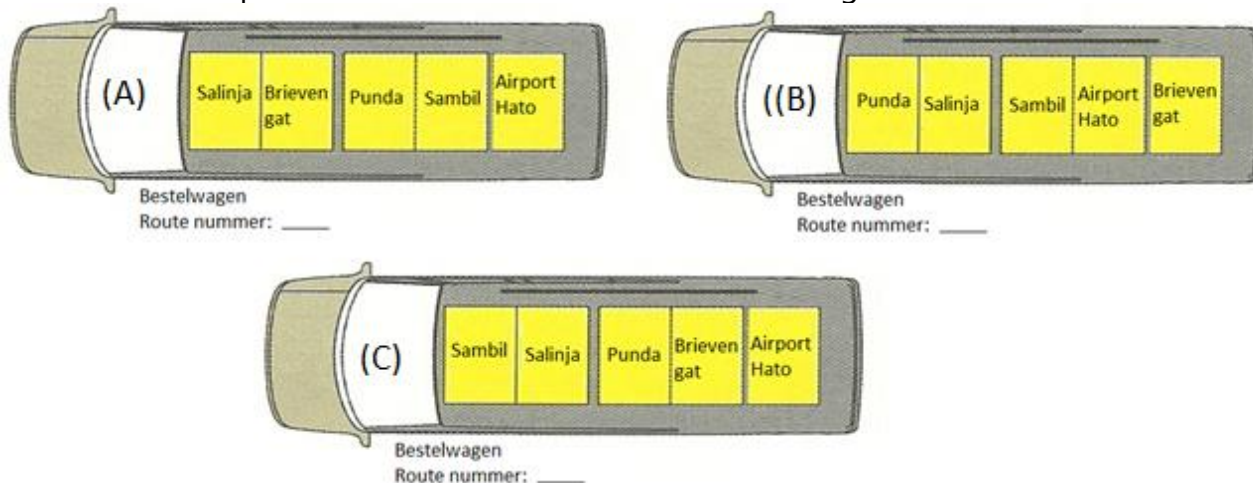 (A)
Salinja
Brieven
gat
Punda
Sambil
Airport
Hato
Bestelwagen
Route nummer: ____
((B)
Punda
Salinja
Sambil
Airport
Hato
Brieven
gat
Bestelwagen
Route nummer: ____
(C)
Sambil
Salinja
Punda
Brieven
gat
Airport
Hato
Bestelwagen
Route nummer: ____